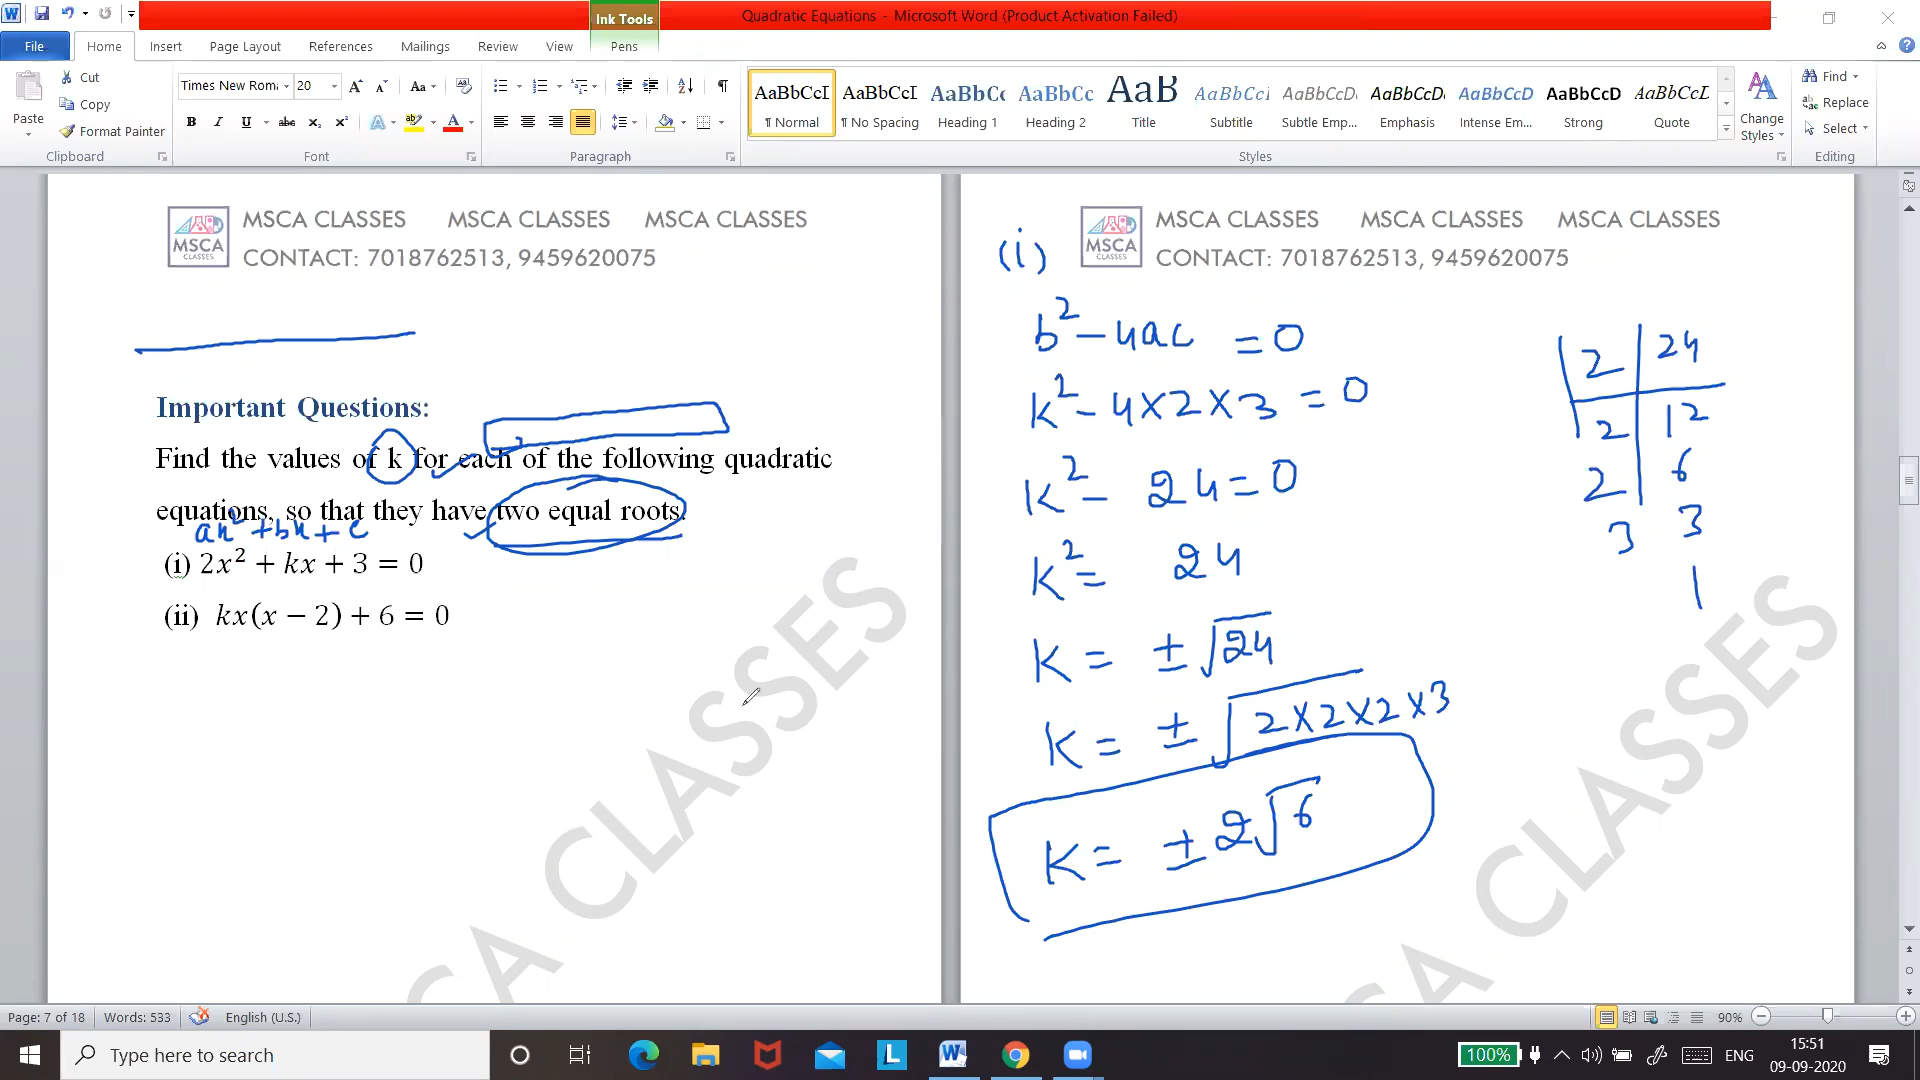 Ink Tools
Quadratic Equations - Microsoft Word (Product Activation Failed)
File Home Insert Page Layout References Mailings Review View Pens
Cut
Copy
Format Painter
Paste
Times New Rom 20
AaBbCcI AaBbCcI AaBbCc AaBbCc AaB AaBbCcI AaBbCcD AaBbCcD AaBbCcD AaBbCcD AaBbCcL
¶ Normal ¶ No Spacing Heading 1 Heading 2 Title Subtitle Subtle Emp... Emphasis Intense Em... Strong Quote
Change Styles
Find
Replace
Select
Clipboard Font Paragraph Styles Editing
MSCA CLASSES
MSCA CLASSES MSCA CLASSES MSCA CLASSES
CONTACT: 7018762513, 9459620075
Important Questions:
Find the values of k for each of the following quadratic
equations, so that they have two equal roots.
ax² + bx + c
(i) 2x² + kx + 3 = 0
(ii) kx(x − 2) + 6 = 0
CA CLASSES
MSCA CLASSES
MSCA CLASSES MSCA CLASSES MSCA CLASSES
CONTACT: 7018762513, 9459620075
(i)
b² − 4ac = 0
k² − 4×2×3 = 0
k² − 24 = 0
k² = 24
k = ± √24
k = ± √2×2×2×3
k = ± 2√6
2 24
2 12
2 6
3 3
1
CA CLASSES
Page: 7 of 18 Words: 533 English (U.S.) 90%
Type here to search
100% ENG 15:51
09-09-2020